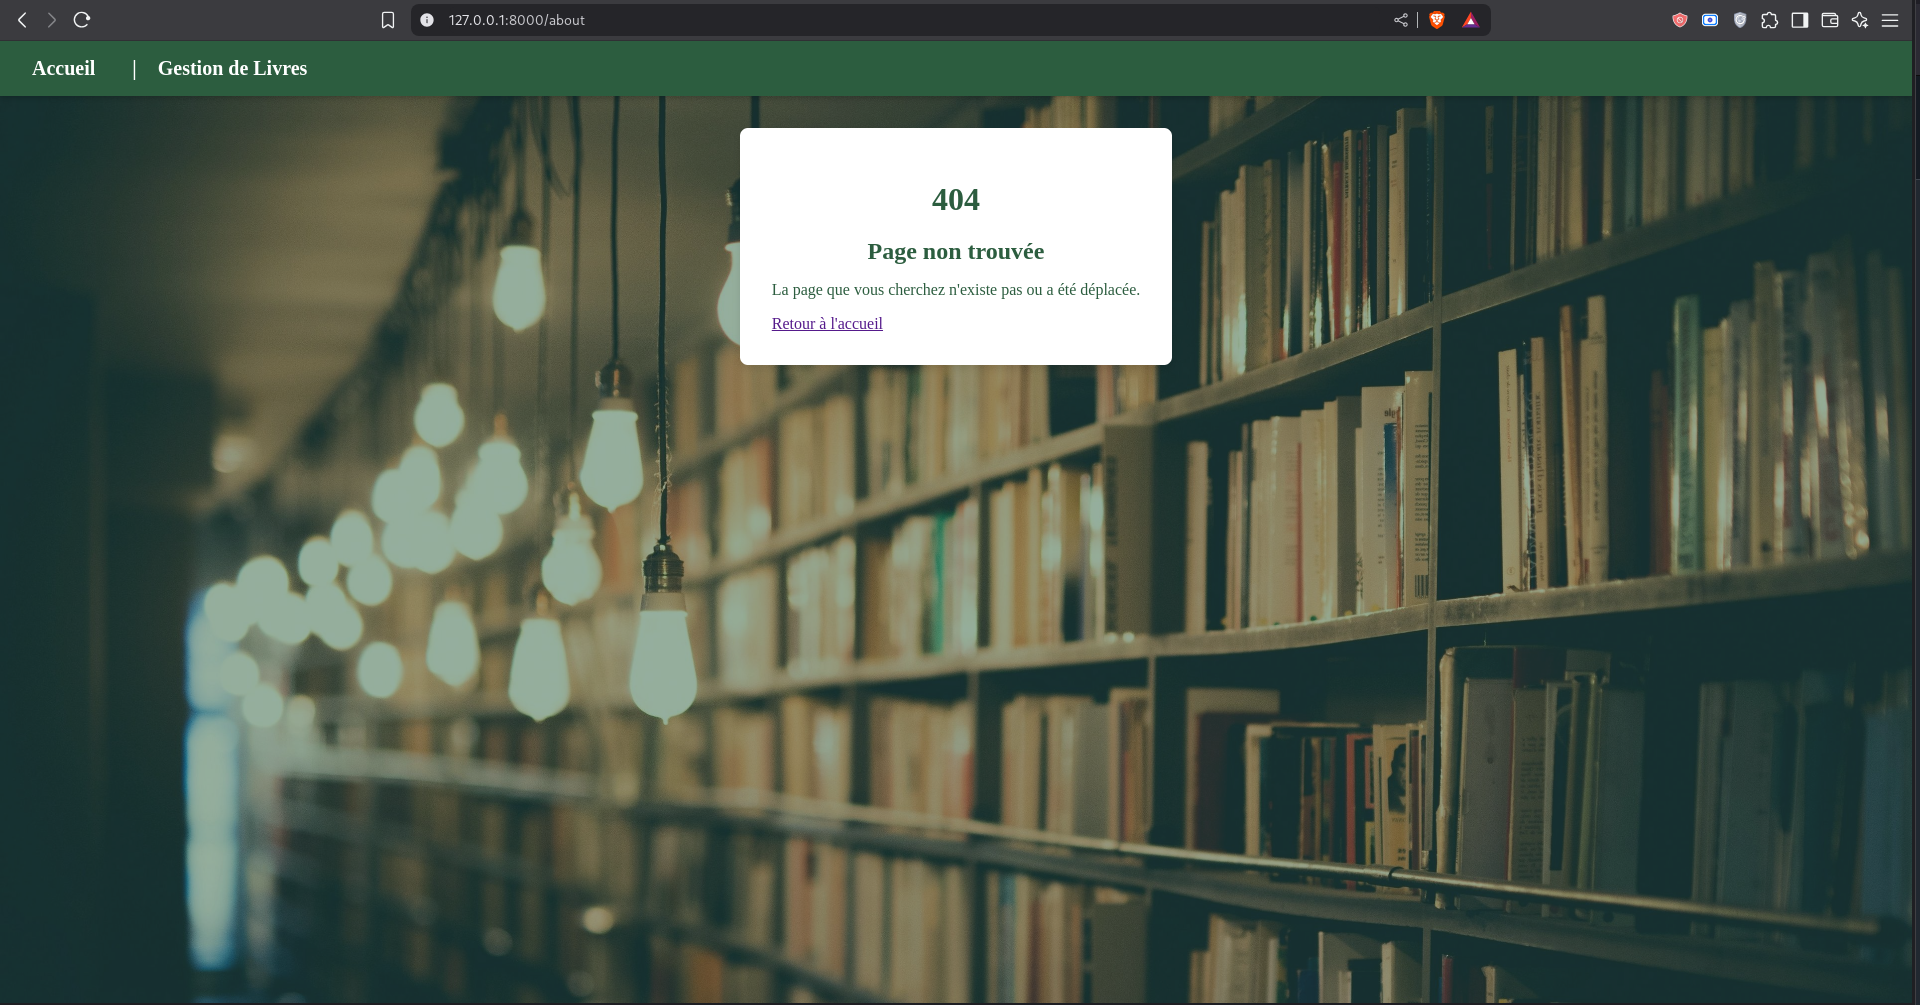 127.0.0.1:8000/about
Accueil | Gestion de Livres
404
Page non trouvée
La page que vous cherchez n'existe pas ou a été déplacée.
Retour à l'accueil